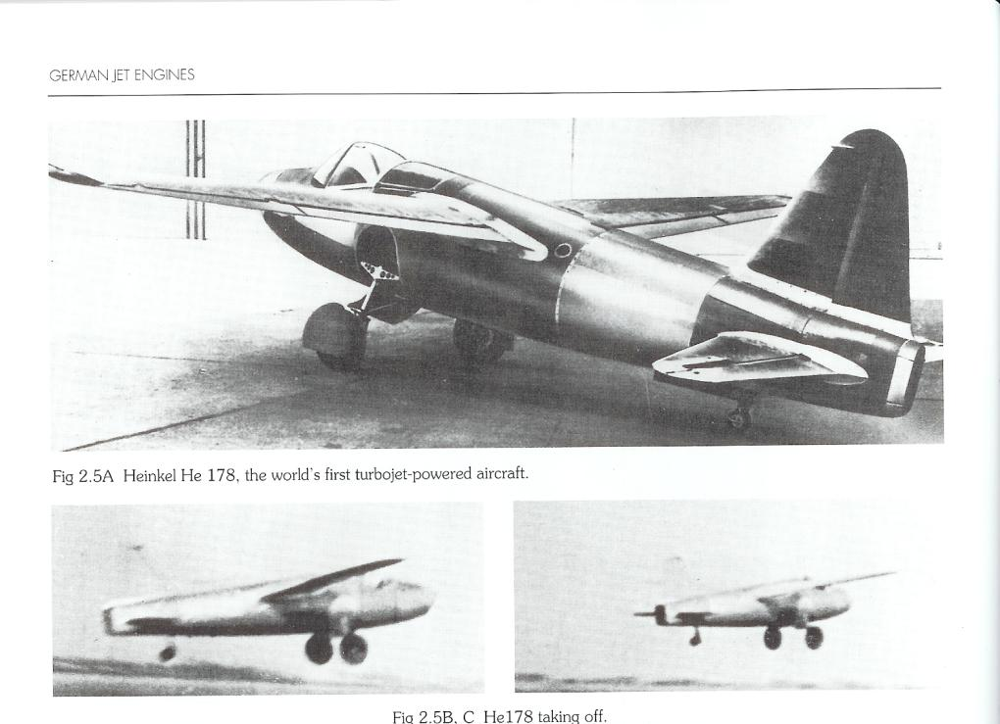 GERMAN JET ENGINES
Fig 2.5A Heinkel He 178, the world's first turbojet-powered aircraft.
Fig 2.5B, C He178 taking off.